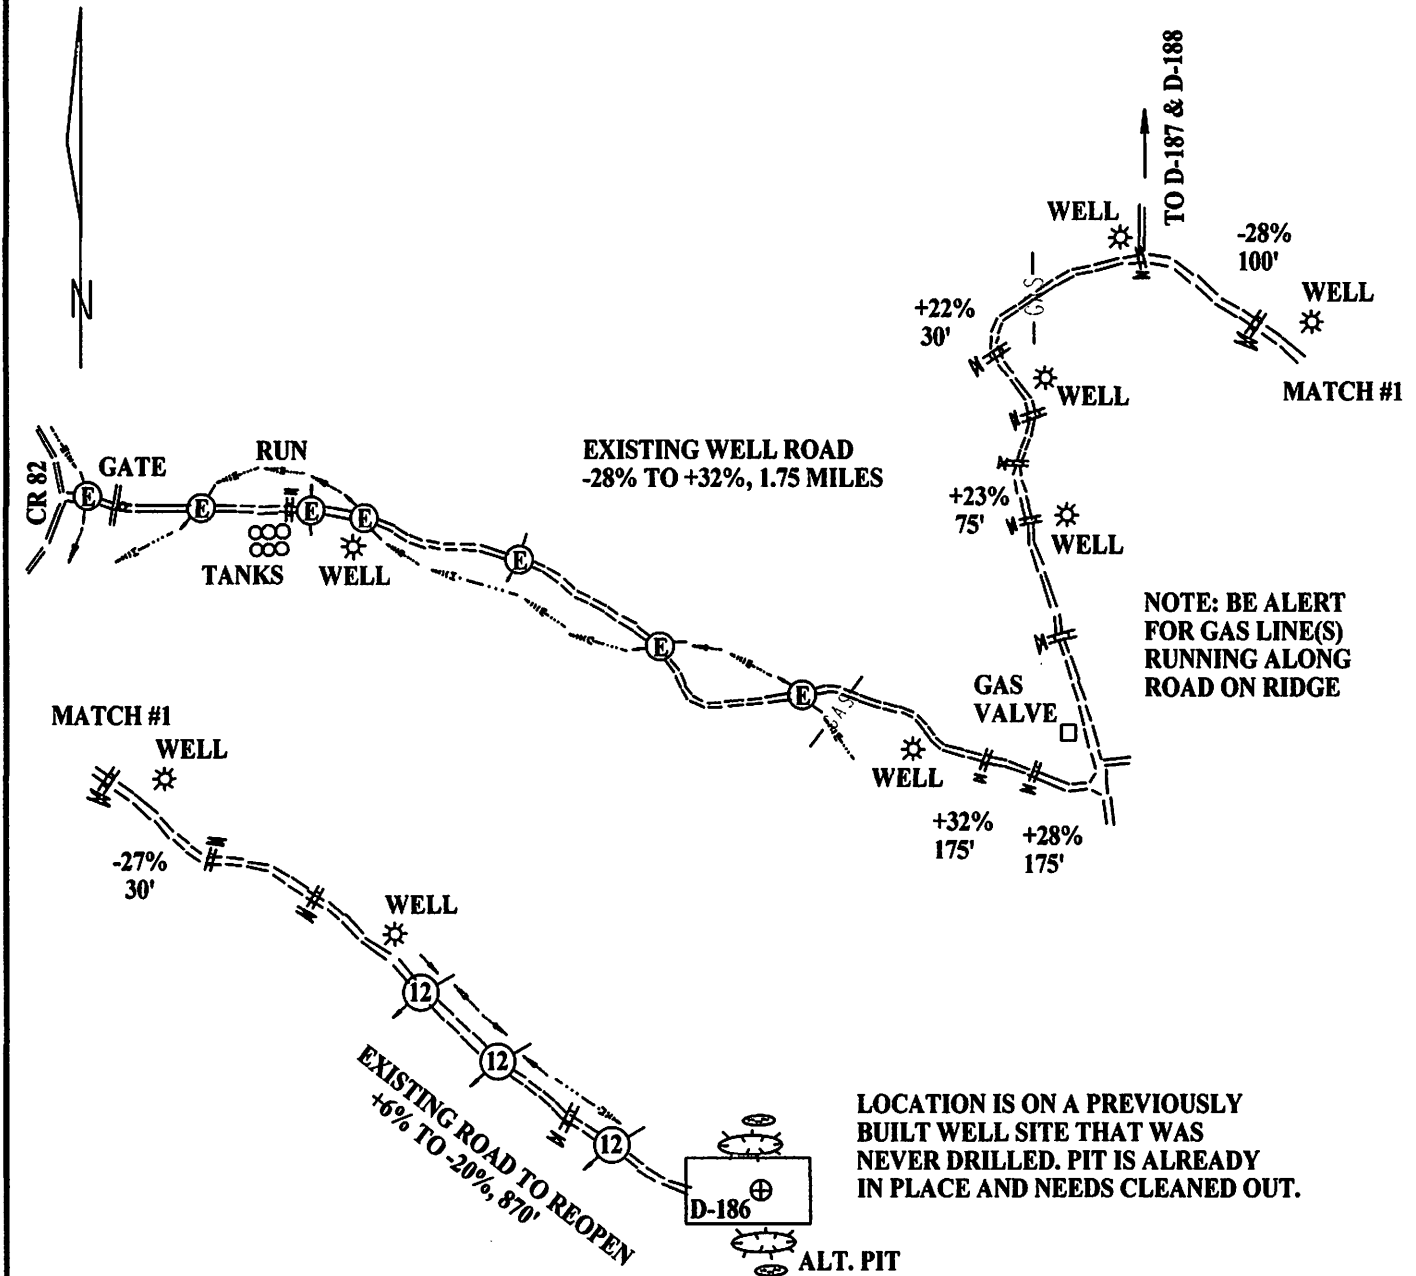 TO D-187 & D-188
WELL
-28%
100'
WELL
MATCH #1
+22%
30'
GAS
WELL
N
CR 82
GATE
RUN
EXISTING WELL ROAD
-28% TO +32%, 1.75 MILES
+23%
75'
WELL
E
E
E
E
E
E
E
TANKS
WELL
NOTE: BE ALERT
FOR GAS LINE(S)
RUNNING ALONG
ROAD ON RIDGE
GAS
VALVE
GAS
WELL
+32%
175'
+28%
175'
MATCH #1
WELL
-27%
30'
WELL
12
12
12
EXISTING ROAD TO REOPEN
+6% TO -20%, 870'
D-186
LOCATION IS ON A PREVIOUSLY
BUILT WELL SITE THAT WAS
NEVER DRILLED. PIT IS ALREADY
IN PLACE AND NEEDS CLEANED OUT.
ALT. PIT